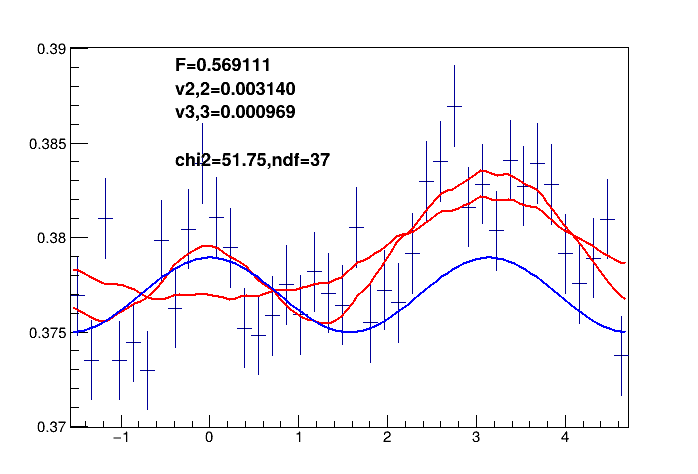 0.39
F=0.569111
v2,2=0.003140
v3,3=0.000969
0.385
chi2=51.75,ndf=37
0.38
0.375
0.37
−1 0 1 2 3 4